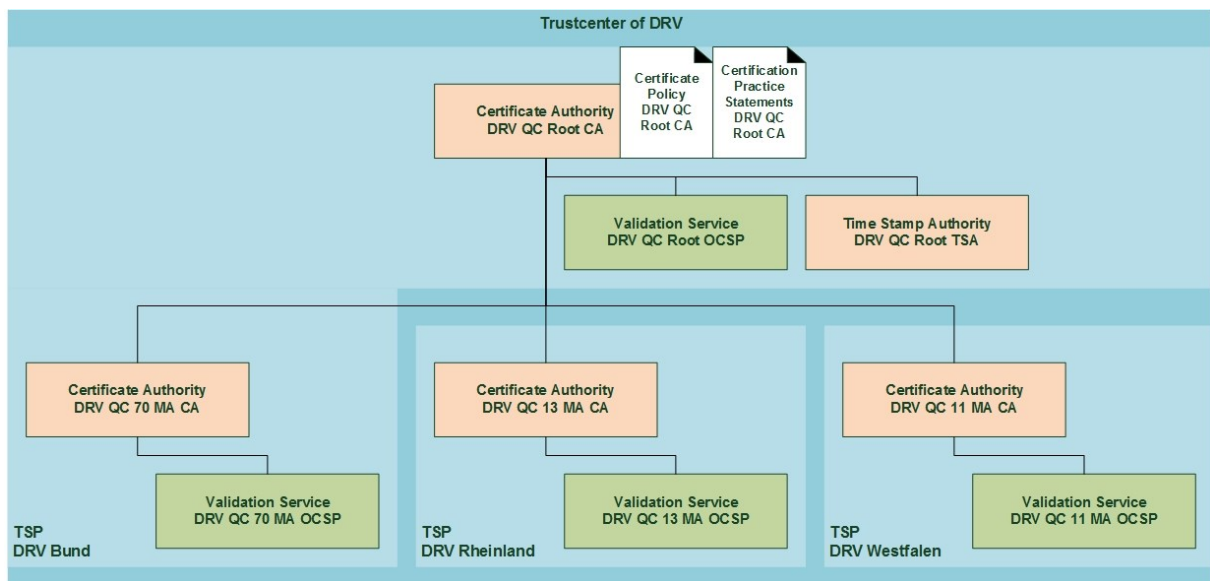 Trustcenter of DRV
Certificate Authority
DRV QC Root CA
Certificate
Policy
DRV QC
Root CA
Certification
Practice
Statements
DRV QC
Root CA
Validation Service
DRV QC Root OCSP
Time Stamp Authority
DRV QC Root TSA
Certificate Authority
DRV QC 70 MA CA
Validation Service
DRV QC 70 MA OCSP
TSP
DRV Bund
Certificate Authority
DRV QC 13 MA CA
Validation Service
DRV QC 13 MA OCSP
TSP
DRV Rheinland
Certificate Authority
DRV QC 11 MA CA
Validation Service
DRV QC 11 MA OCSP
TSP
DRV Westfalen